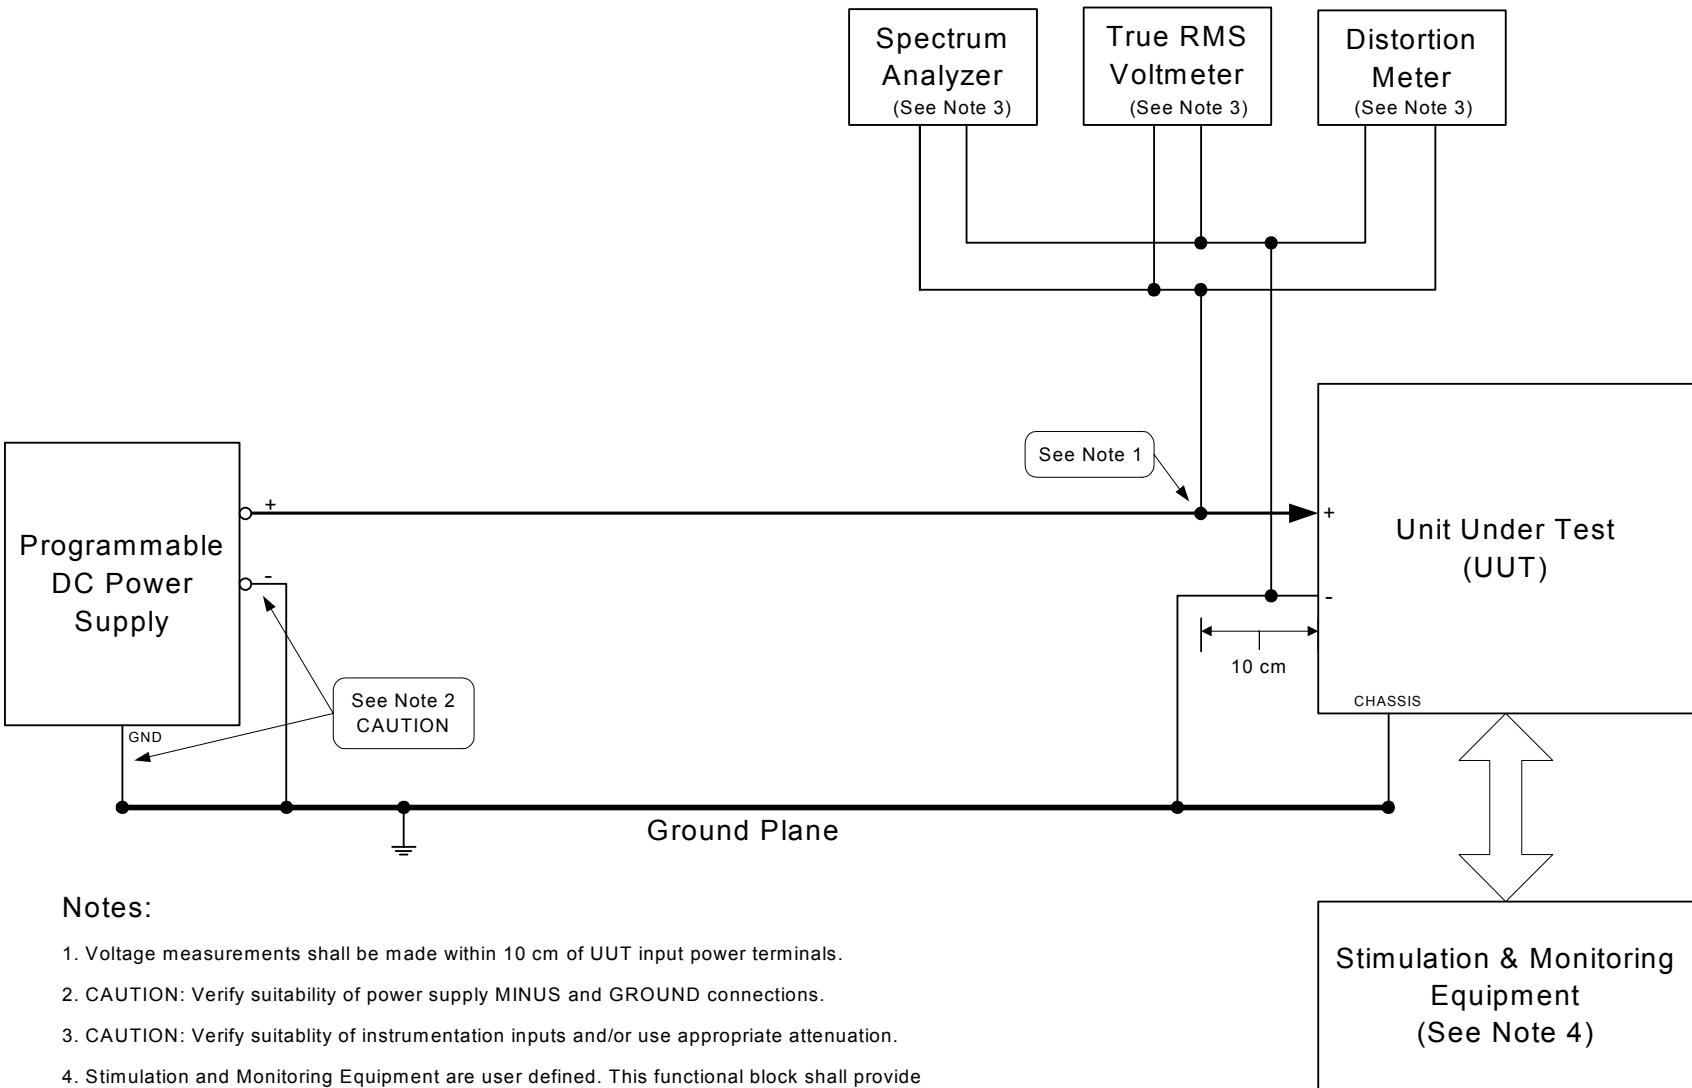 Spectrum
Analyzer
(See Note 3)
True RMS
Voltmeter
(See Note 3)
Distortion
Meter
(See Note 3)
See Note 1
Programmable
DC Power
Supply
+
-
GND
See Note 2
CAUTION
+
-
Unit Under Test
(UUT)
10 cm
CHASSIS
Ground Plane
Stimulation & Monitoring
Equipment
(See Note 4)
Notes:
1. Voltage measurements shall be made within 10 cm of UUT input power terminals.
2. CAUTION: Verify suitability of power supply MINUS and GROUND connections.
3. CAUTION: Verify suitablity of instrumentation inputs and/or use appropriate attenuation.
4. Stimulation and Monitoring Equipment are user defined. This functional block shall provide